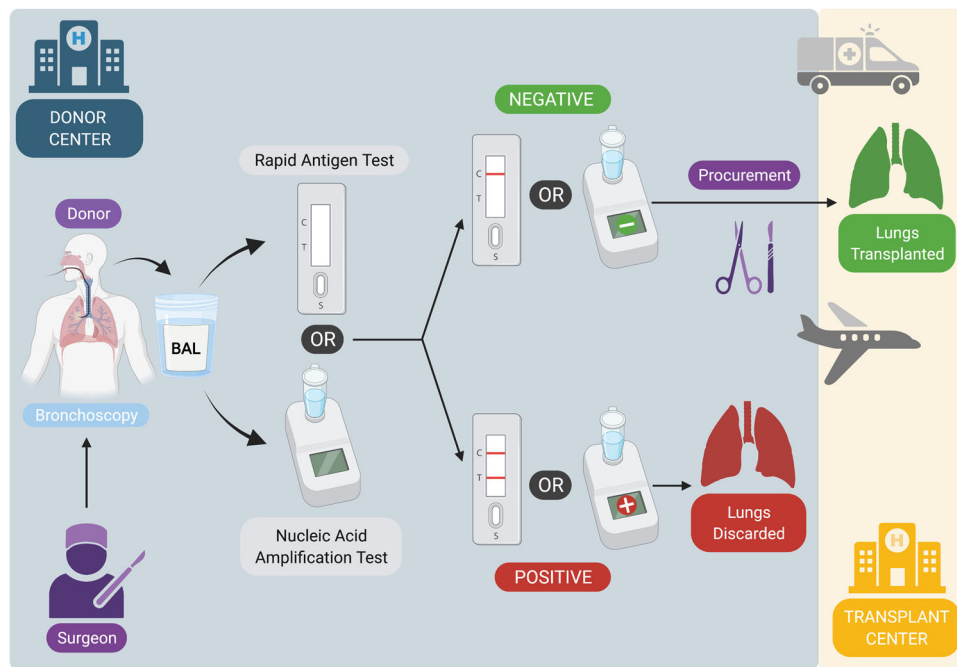 H
DONOR
CENTER
Donor
BAL
Bronchoscopy
Surgeon
Rapid Antigen Test
C
T
S
OR
Nucleic Acid
Amplification Test
NEGATIVE
C
T
S
OR
Procurement
Lungs
Transplanted
C
T
S
OR
POSITIVE
Lungs
Discarded
H
TRANSPLANT
CENTER